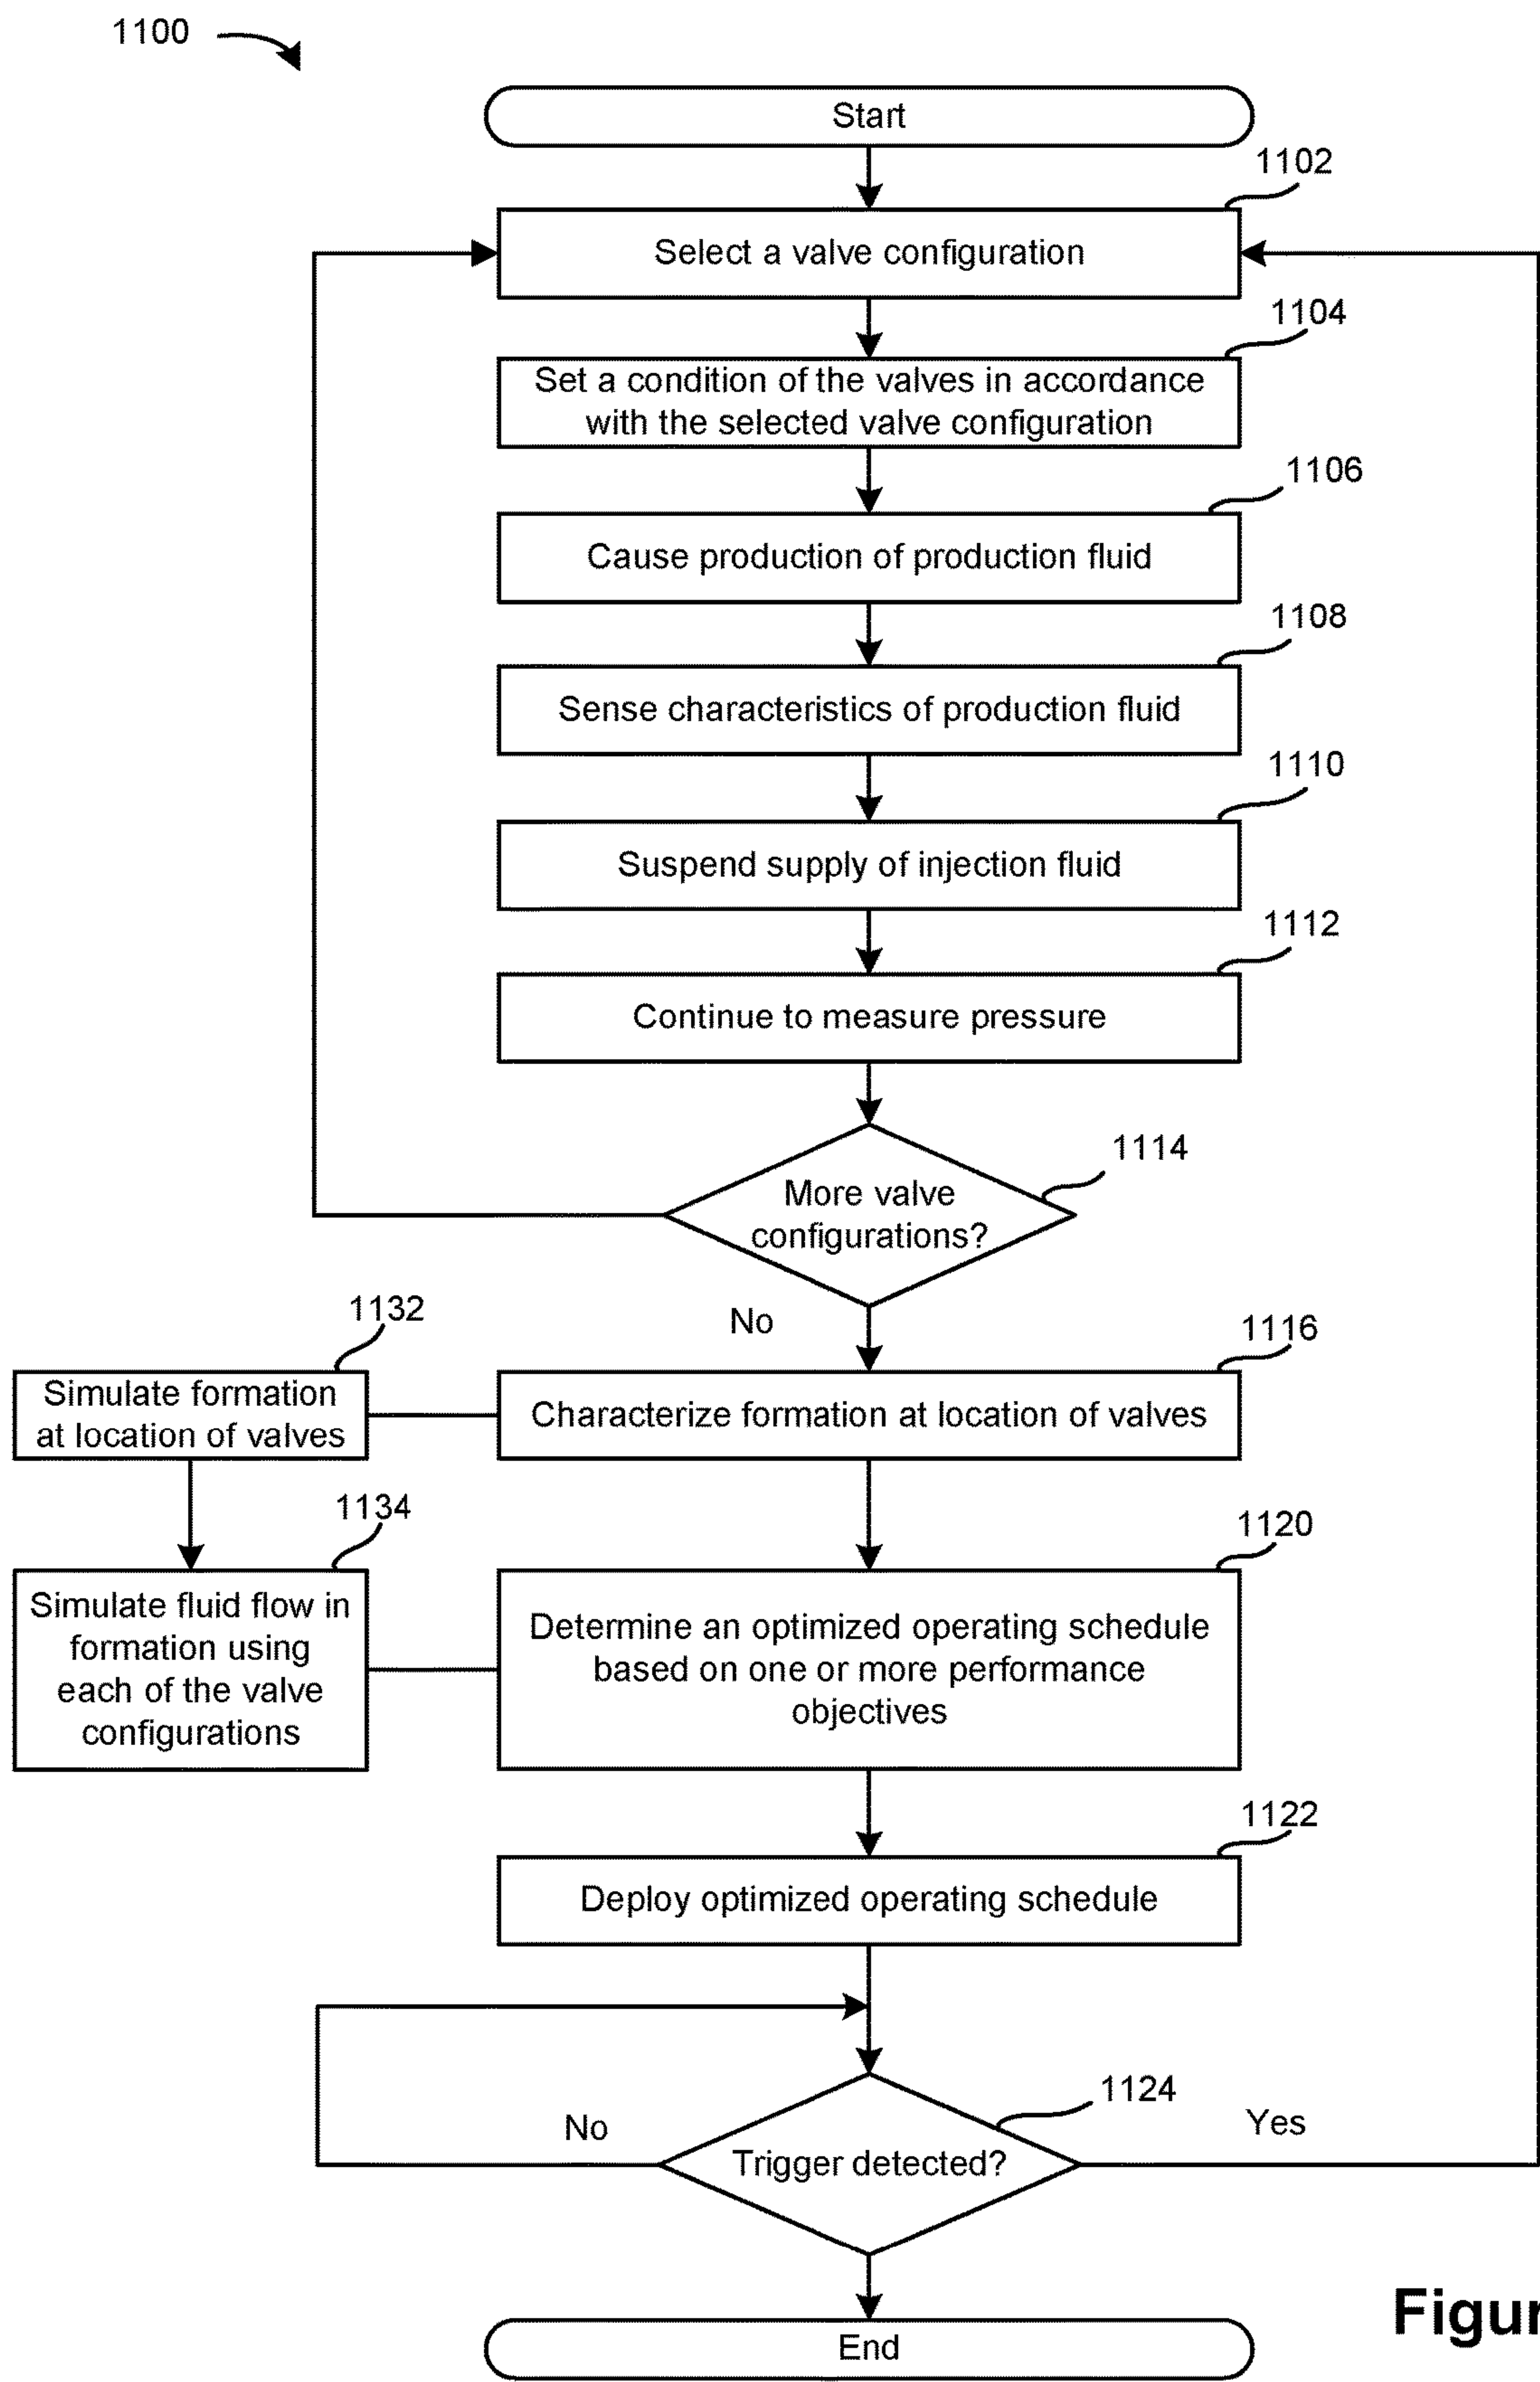 1100
Start
1102
Select a valve configuration
1104
Set a condition of the valves in accordance
with the selected valve configuration
1106
Cause production of production fluid
1108
Sense characteristics of production fluid
1110
Suspend supply of injection fluid
1112
Continue to measure pressure
1114
More valve
configurations?
No
1132
1116
Simulate formation
at location of valves
Characterize formation at location of valves
1134
1120
Simulate fluid flow in
formation using
each of the valve
configurations
Determine an optimized operating schedule
based on one or more performance
objectives
1122
Deploy optimized operating schedule
1124
No
Yes
Trigger detected?
End